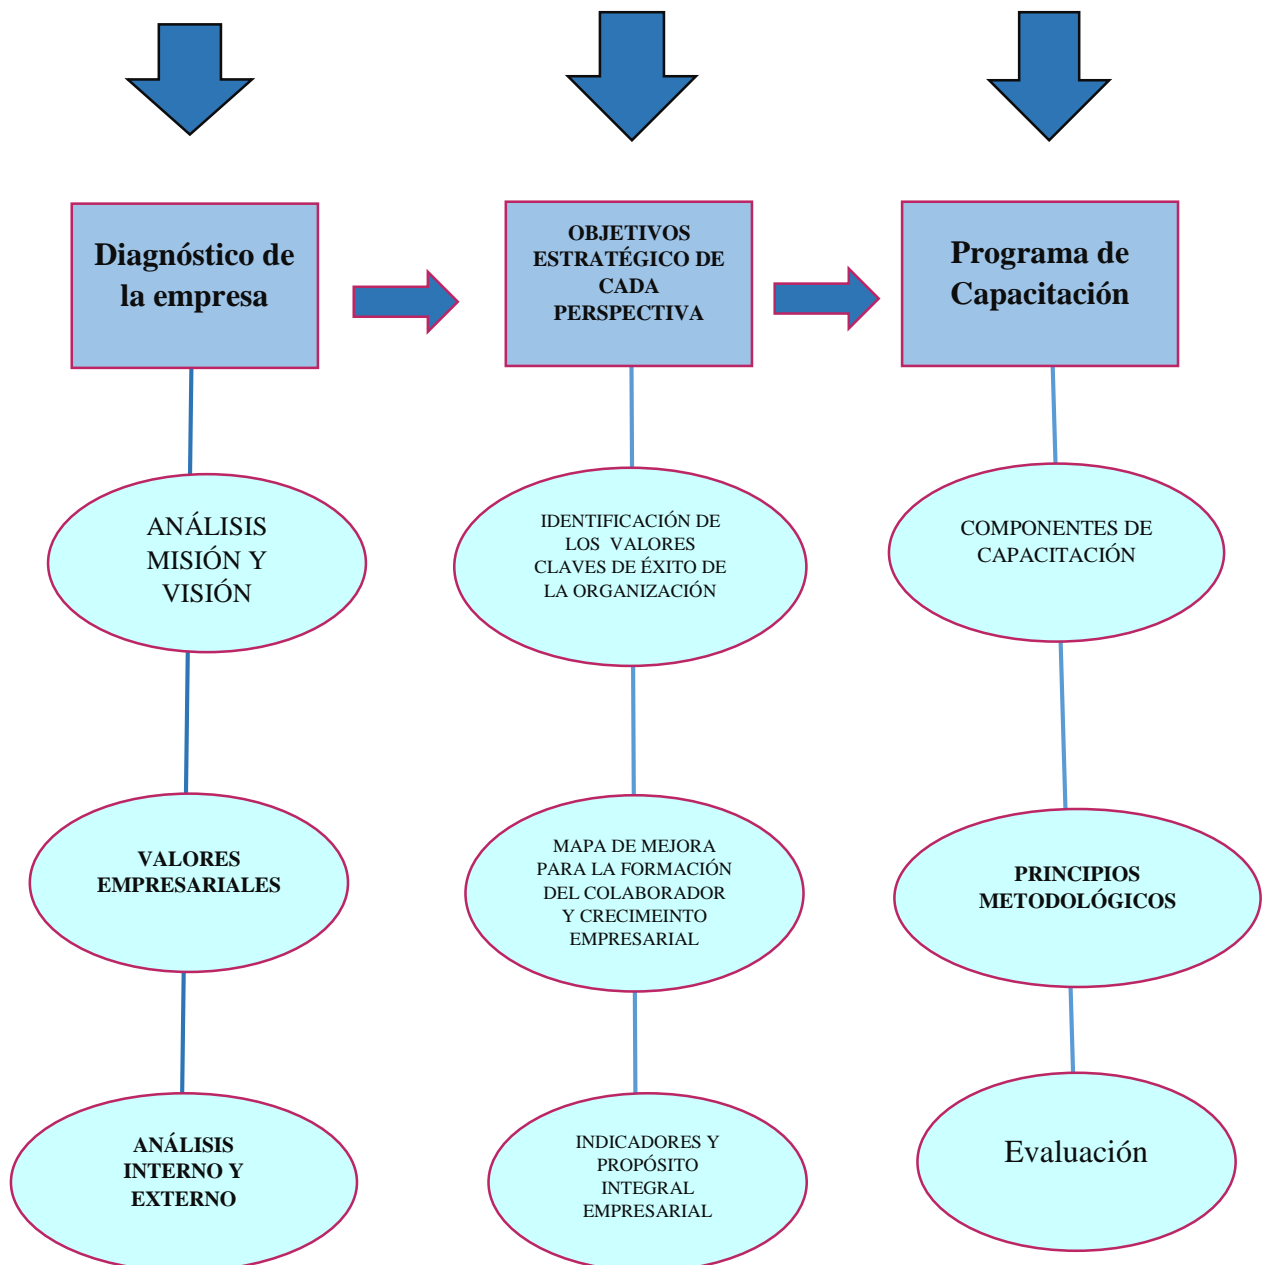 Diagnóstico de
la empresa
OBJETIVOS
ESTRATÉGICO DE
CADA
PERSPECTIVA
Programa de
Capacitación
ANÁLISIS
MISIÓN Y
VISIÓN
IDENTIFICACIÓN DE
LOS VALORES
CLAVES DE ÉXITO DE
LA ORGANIZACIÓN
COMPONENTES DE
CAPACITACIÓN
VALORES
EMPRESARIALES
MAPA DE MEJORA
PARA LA FORMACIÓN
DEL COLABORADOR
Y CRECIMEINTO
EMPRESARIAL
PRINCIPIOS
METODOLÓGICOS
ANÁLISIS
INTERNO Y
EXTERNO
INDICADORES Y
PROPÓSITO
INTEGRAL
EMPRESARIAL
Evaluación